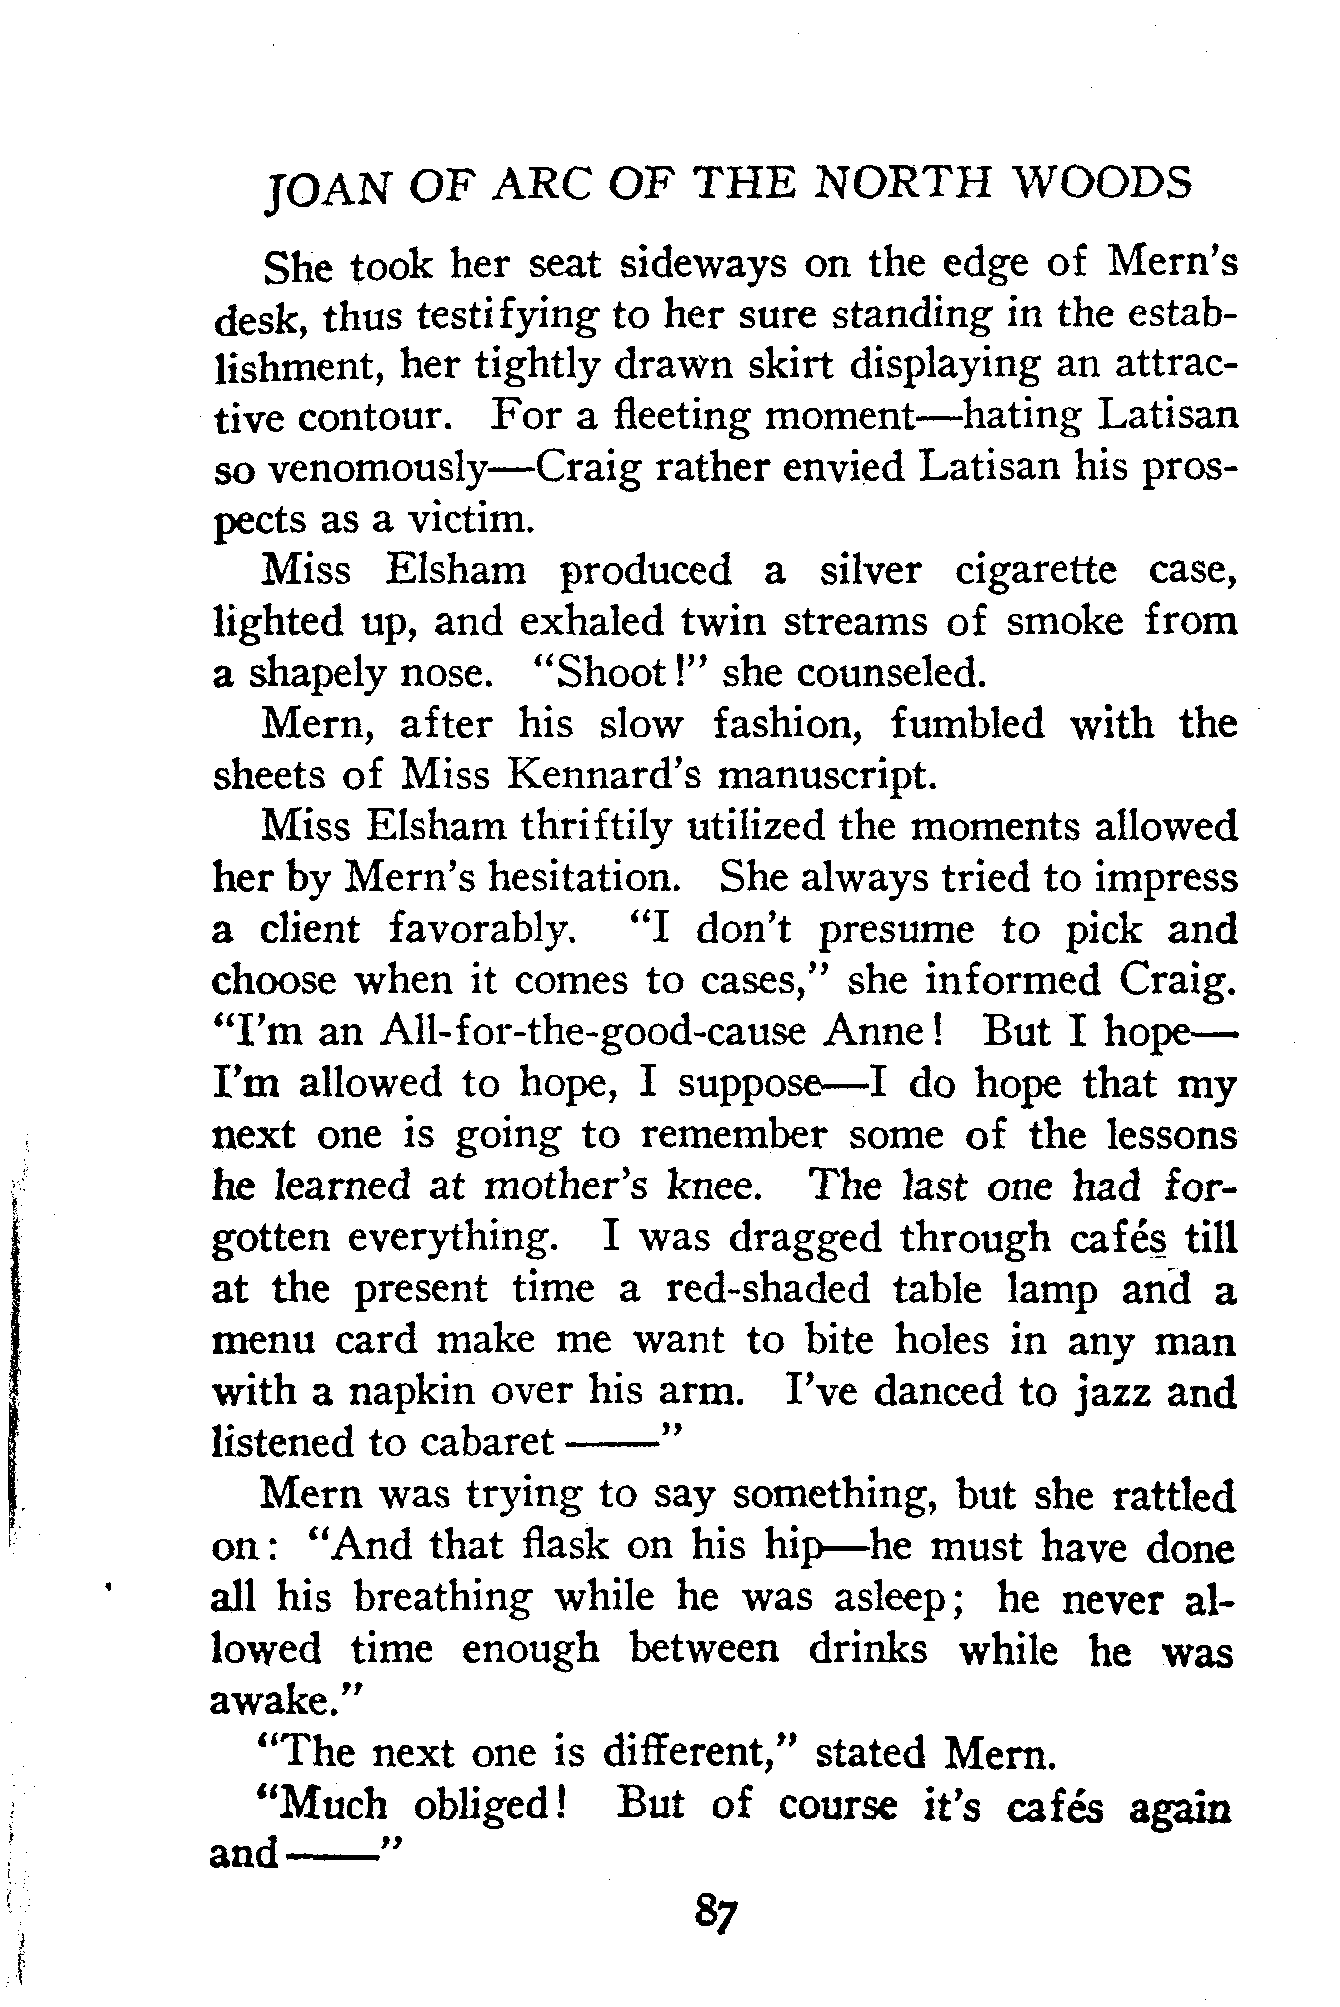 JOAN OF ARC OF THE NORTH WOODS
She took her seat sideways on the edge of Mern's
desk, thus testifying to her sure standing in the estab-
lishment, her tightly drawn skirt displaying an attrac-
tive contour. For a fleeting moment—hating Latisan
so venomously—Craig rather envied Latisan his pros-
pects as a victim.
Miss Elsham produced a silver cigarette case,
lighted up, and exhaled twin streams of smoke from
a shapely nose. "Shoot!" she counseled.
Mern, after his slow fashion, fumbled with the
sheets of Miss Kennard's manuscript.
Miss Elsham thriftily utilized the moments allowed
her by Mern's hesitation. She always tried to impress
a client favorably. "I don't presume to pick and
choose when it comes to cases," she informed Craig.
"I'm an All-for-the-good-cause Anne! But I hope—
I'm allowed to hope, I suppose—I do hope that my
next one is going to remember some of the lessons
he learned at mother's knee. The last one had for-
gotten everything. I was dragged through cafés till
at the present time a red-shaded table lamp and a
menu card make me want to bite holes in any man
with a napkin over his arm. I've danced to jazz and
listened to cabaret ——"
Mern was trying to say something, but she rattled
on: "And that flask on his hip—he must have done
all his breathing while he was asleep; he never al-
lowed time enough between drinks while he was
awake."
"The next one is different," stated Mern.
"Much obliged! But of course it's cafés again
and——"
87